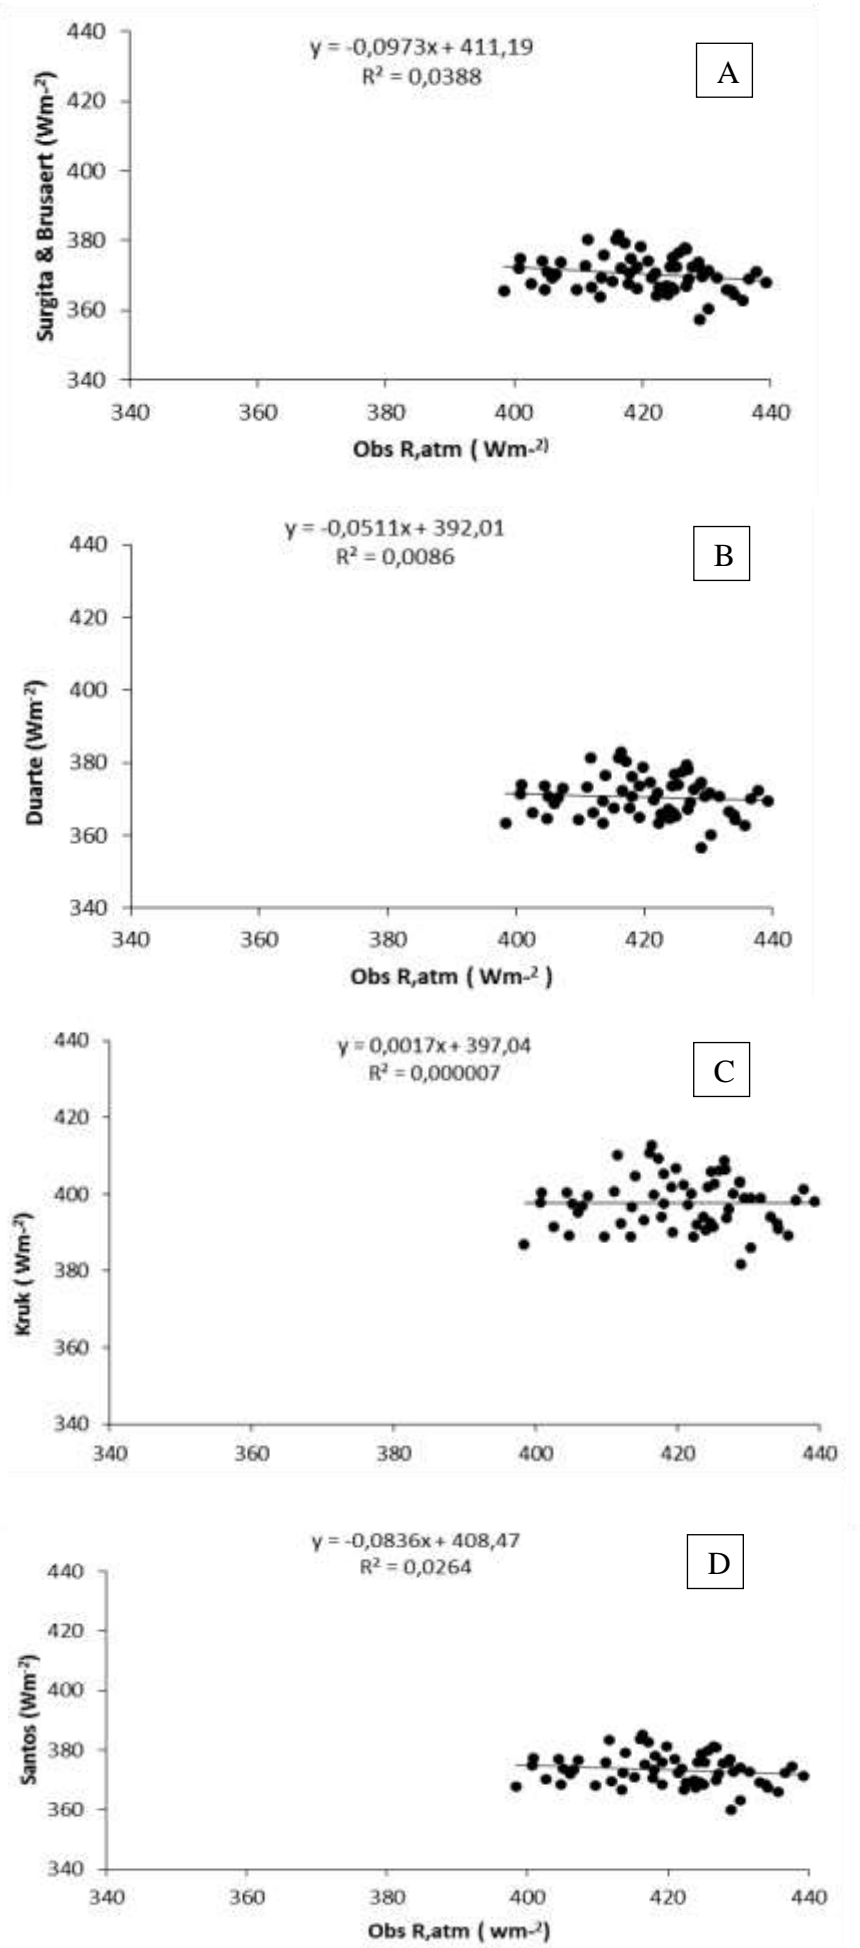 y = -0,0973x + 411,19
R² = 0,0388
A
Surgita & Brusaert (Wm-²)
440
420
400
380
360
340
340 360 380 400 420 440
Obs R,atm ( Wm-²)
y = -0,0511x + 392,01
R² = 0,0086
B
Duarte (Wm-²)
440
420
400
380
360
340
340 360 380 400 420 440
Obs R,atm ( Wm-² )
y = 0,0017x + 397,04
R² = 0,000007
C
Kruk ( Wm-²)
440
420
400
380
360
340
340 360 380 400 420 440
y = -0,0836x + 408,47
R² = 0,0264
D
Santos (Wm-²)
440
420
400
380
360
340
340 360 380 400 420 440
Obs R,atm ( wm-²)